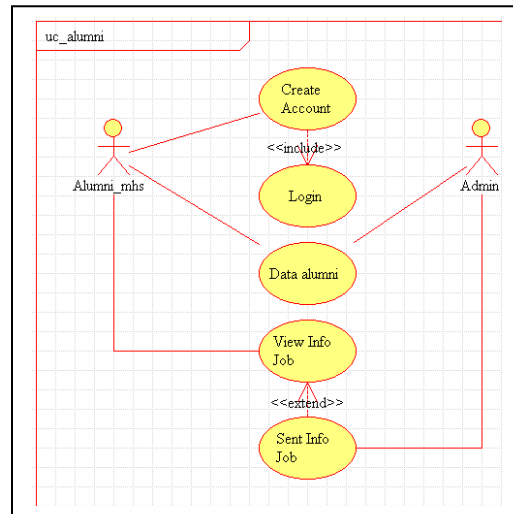 uc_alumni
Create
Account
<<include>>
Alumni_mhs
Admin
Login
Data alumni
View Info
Job
<<extend>>
Sent Info
Job